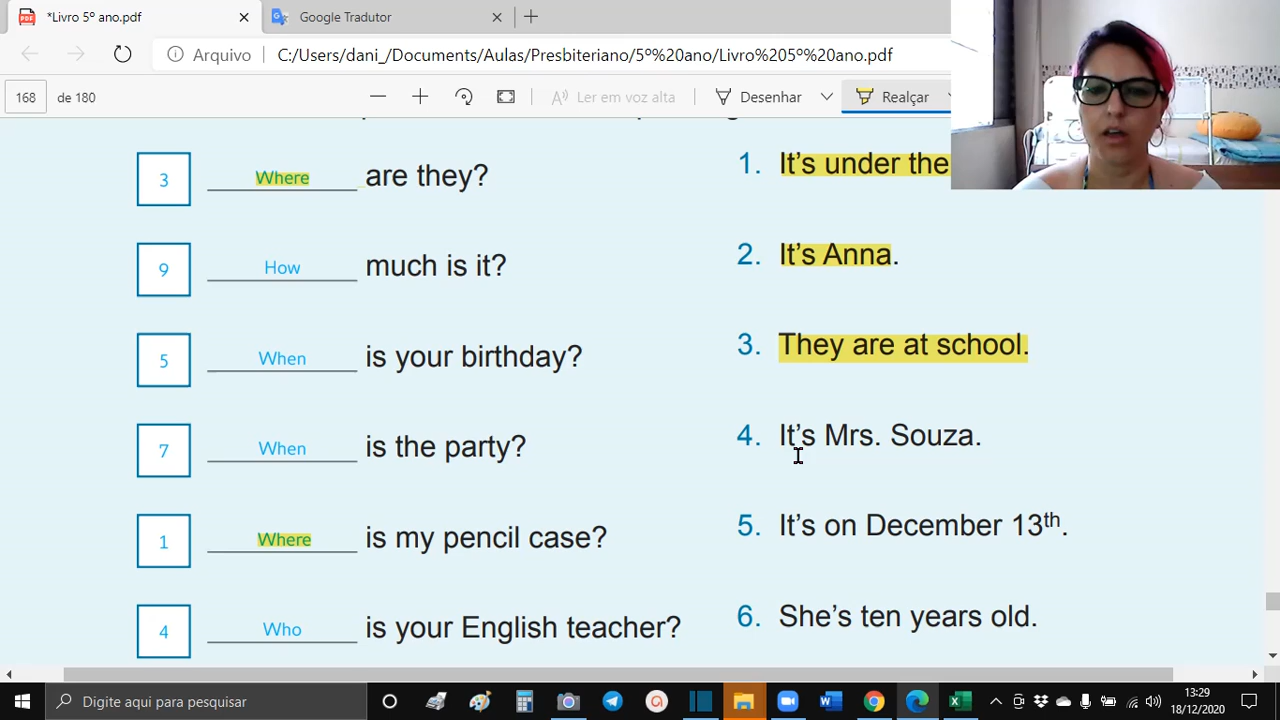 *Livro 5º ano.pdf
Google Tradutor
Arquivo
C:/Users/dani_/Documents/Aulas/Presbiteriano/5º%20ano/Livro%205º%20ano.pdf
168
de 180
Ler em voz alta
Desenhar
Realçar
3 Where are they?
1. It's under the
9 How much is it?
2. It's Anna.
5 When is your birthday?
3. They are at school.
7 When is the party?
4. It's Mrs. Souza.
1 Where is my pencil case?
5. It's on December 13th.
4 Who is your English teacher?
6. She's ten years old.
Digite aqui para pesquisar
13:29
18/12/2020